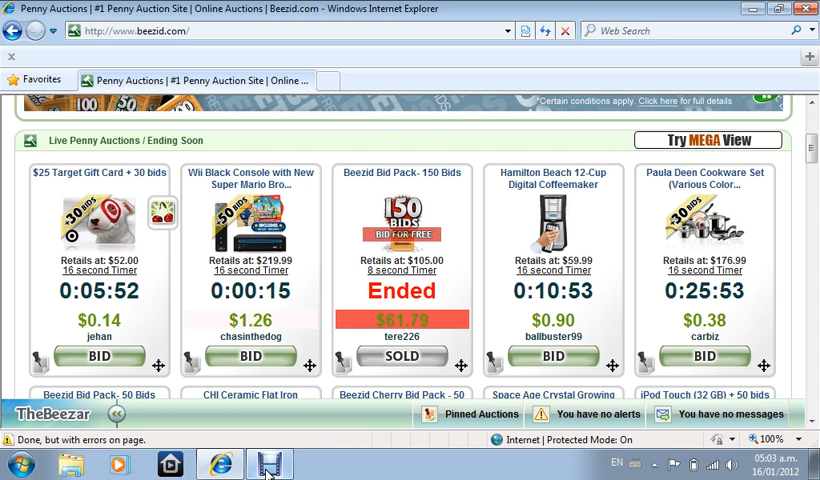 Penny Auctions | #1 Penny Auction Site | Online Auctions | Beezid.com - Windows Internet Explorer
http://www.beezid.com/
Web Search
x
Favorites
Penny Auctions | #1 Penny Auction Site | Online ...
100 50
*Certain conditions apply. Click here for full details
Live Penny Auctions / Ending Soon
Try MEGA View
$25 Target Gift Card + 30 bids
+30 BIDS
Retails at: $52.00
16 second Timer
0:05:52
$0.14
jehan
BID
Wii Black Console with New
Super Mario Bro...
+50 BIDS
Retails at: $219.99
16 second Timer
0:00:15
$1.26
chasinthedog
BID
Beezid Bid Pack- 150 Bids
150
BIDS
BID FOR FREE
Retails at: $105.00
8 second Timer
Ended
$61.79
tere226
SOLD
Hamilton Beach 12-Cup
Digital Coffeemaker
Retails at: $59.99
16 second Timer
0:10:53
$0.90
ballbuster99
BID
Paula Deen Cookware Set
(Various Color...
+30 BIDS
Retails at: $176.99
16 second Timer
0:25:53
$0.38
carbiz
BID
Beezid Bid Pack- 50 Bids
CHI Ceramic Flat Iron
Beezid Cherry Bid Pack - 50
Space Age Crystal Growing
iPod Touch (32 GB) + 50 bids
TheBeezar
Pinned Auctions
You have no alerts
You have no messages
Done, but with errors on page.
Internet | Protected Mode: On
100%
EN
05:03 a.m.
16/01/2012